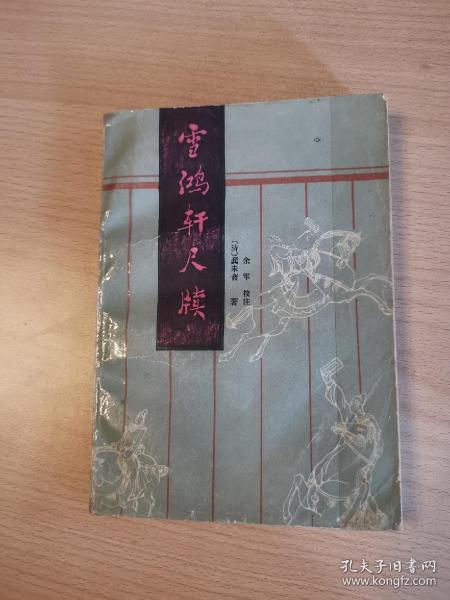 雪鸿轩尺牍
余军 校注
〔清〕龚未斋 著
孔夫子旧书网
www.kongfz.com